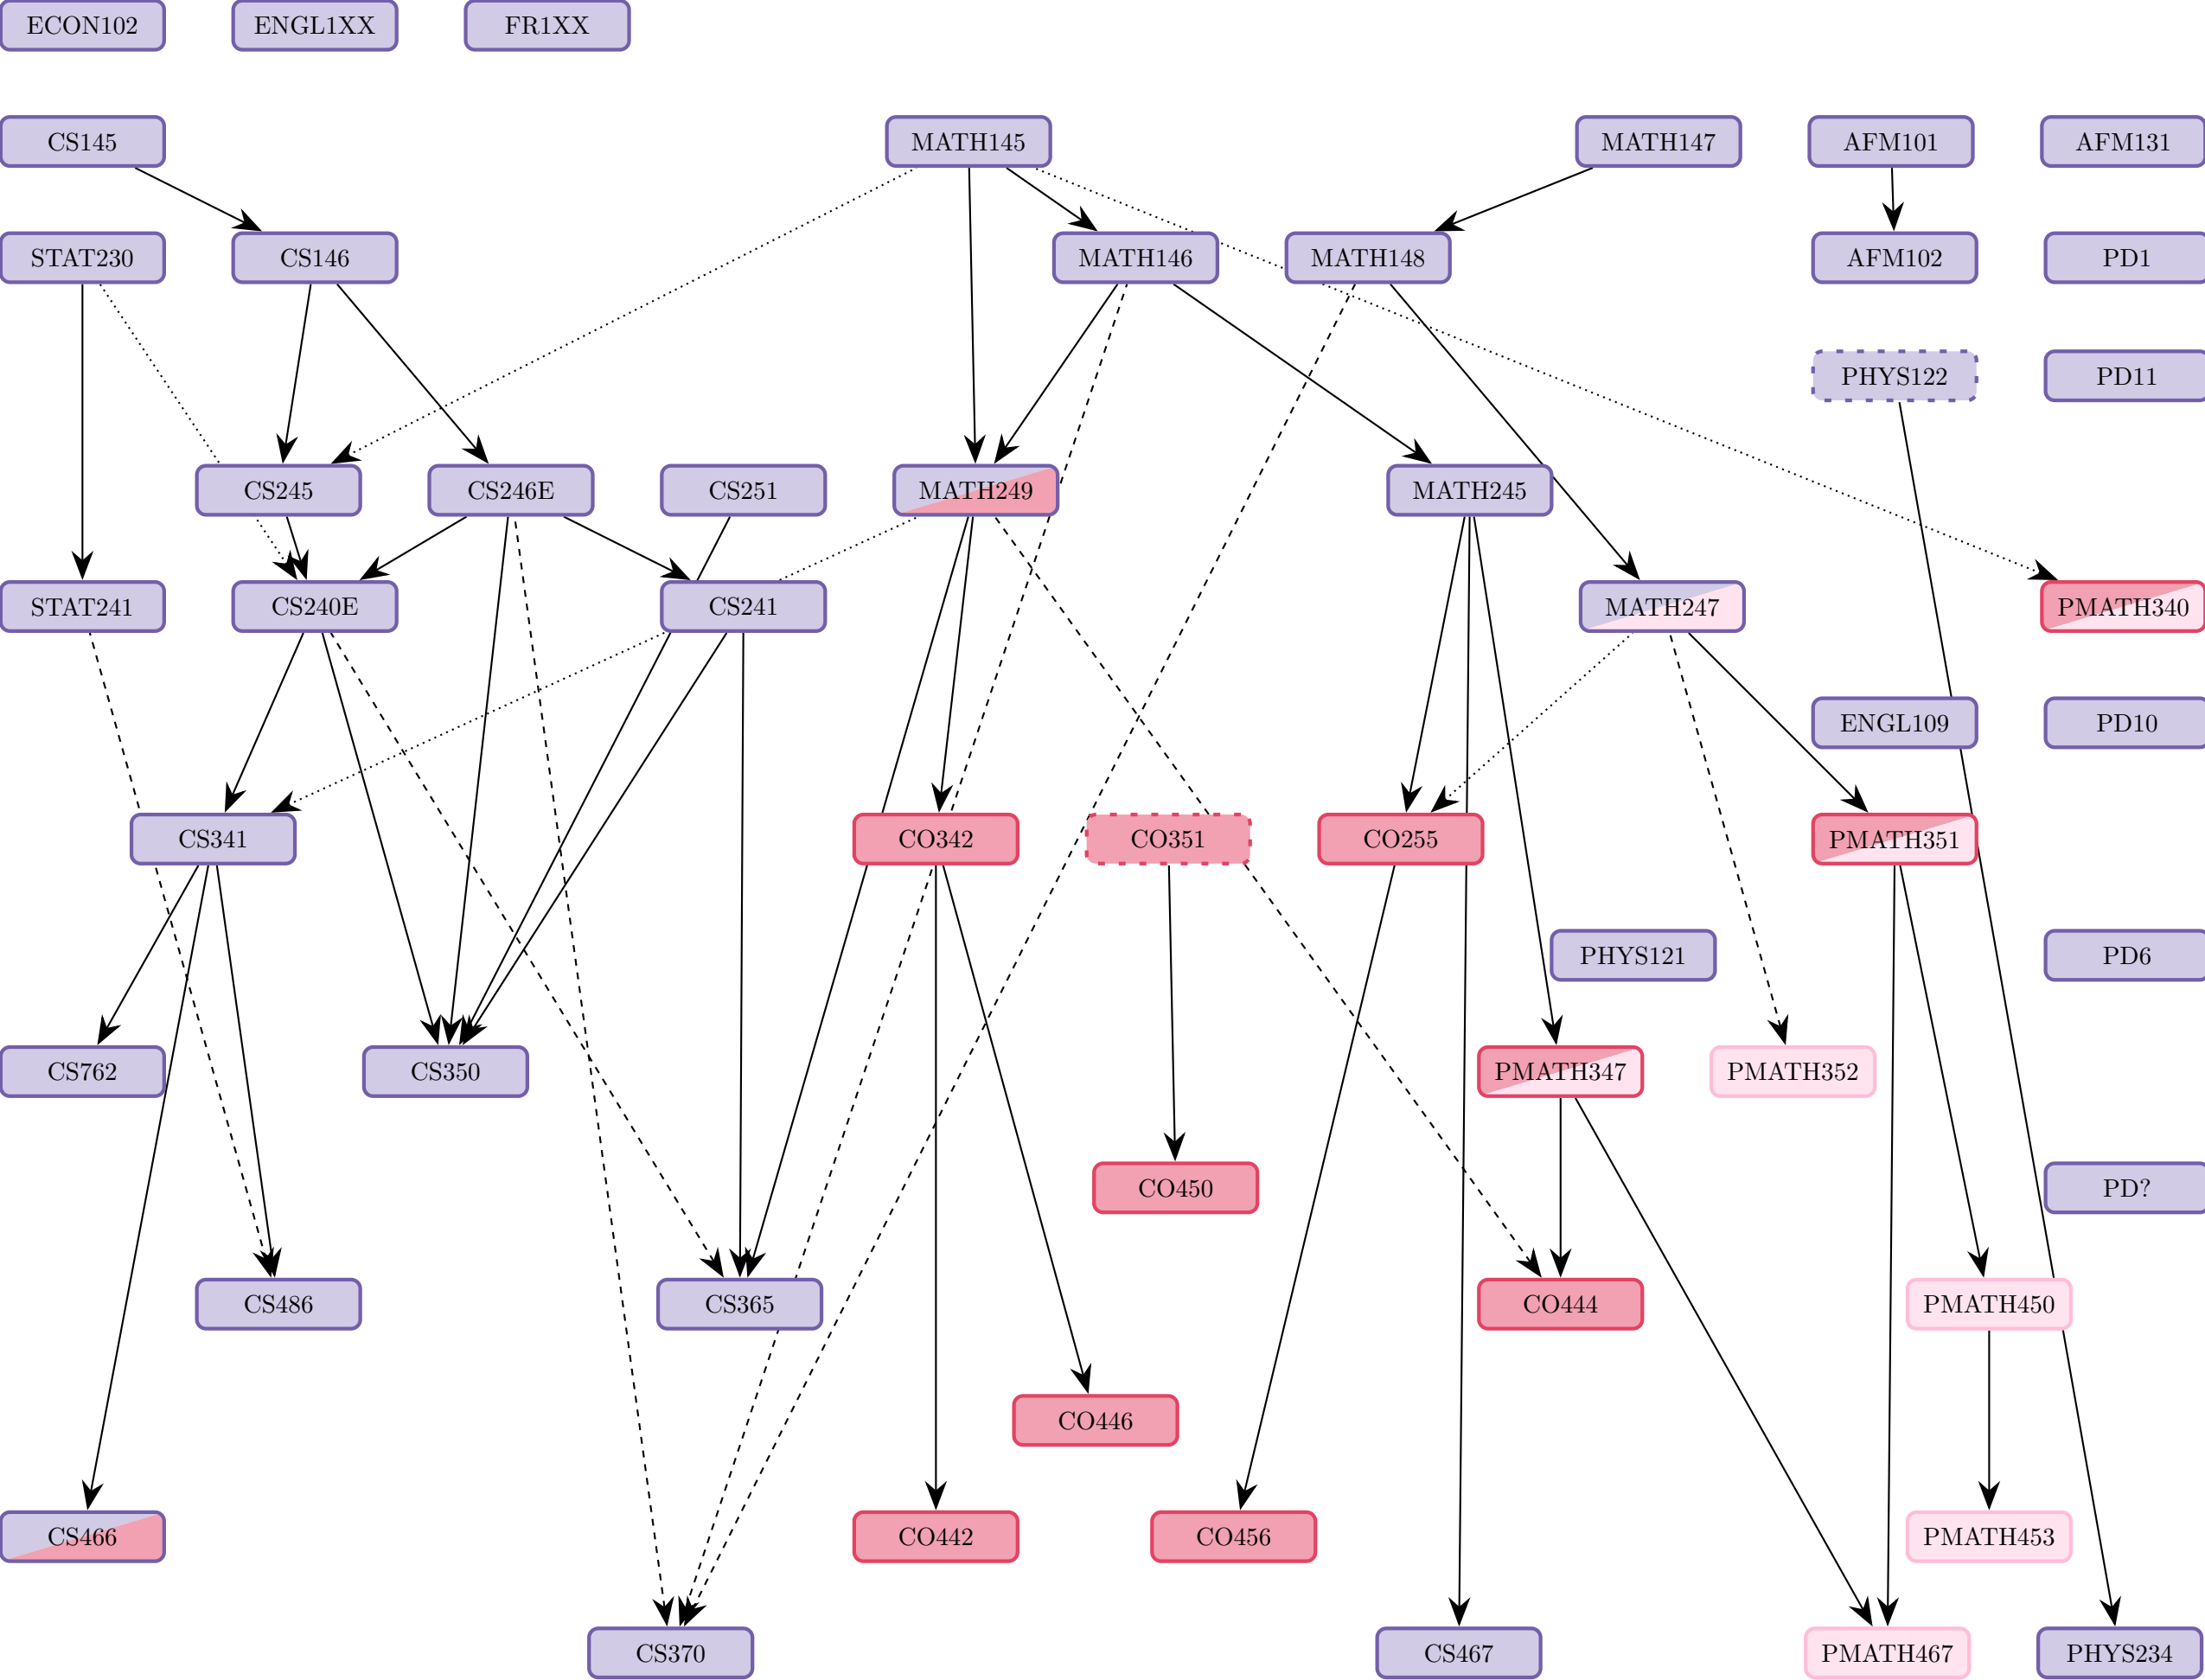 ECON102
ENGL1XX
FR1XX
CS145
MATH145
MATH147
AFM101
AFM131
STAT230
CS146
MATH146
MATH148
AFM102
PD1
PHYS122
PD11
CS245
CS246E
CS251
MATH249
MATH245
STAT241
CS240E
CS241
MATH247
PMATH340
ENGL109
PD10
CS341
CO342
CO351
CO255
PMATH351
PHYS121
PD6
CS762
CS350
PMATH347
PMATH352
CO450
PD?
CS486
CS365
CO444
PMATH450
CO446
CS466
CO442
CO456
PMATH453
CS370
CS467
PMATH467
PHYS234